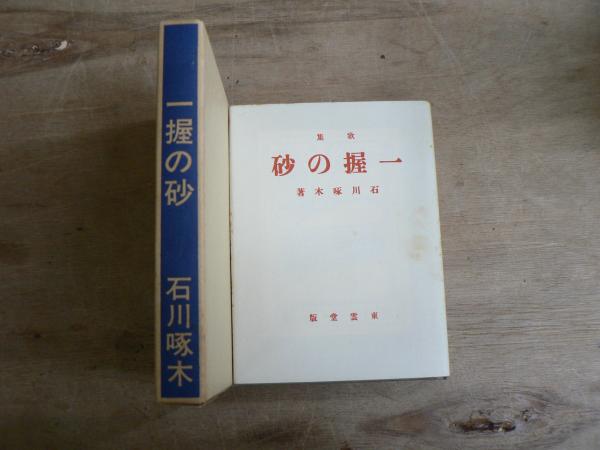 一握の砂 石川啄木
歌集
一握の砂
石川啄木著
東雲堂版